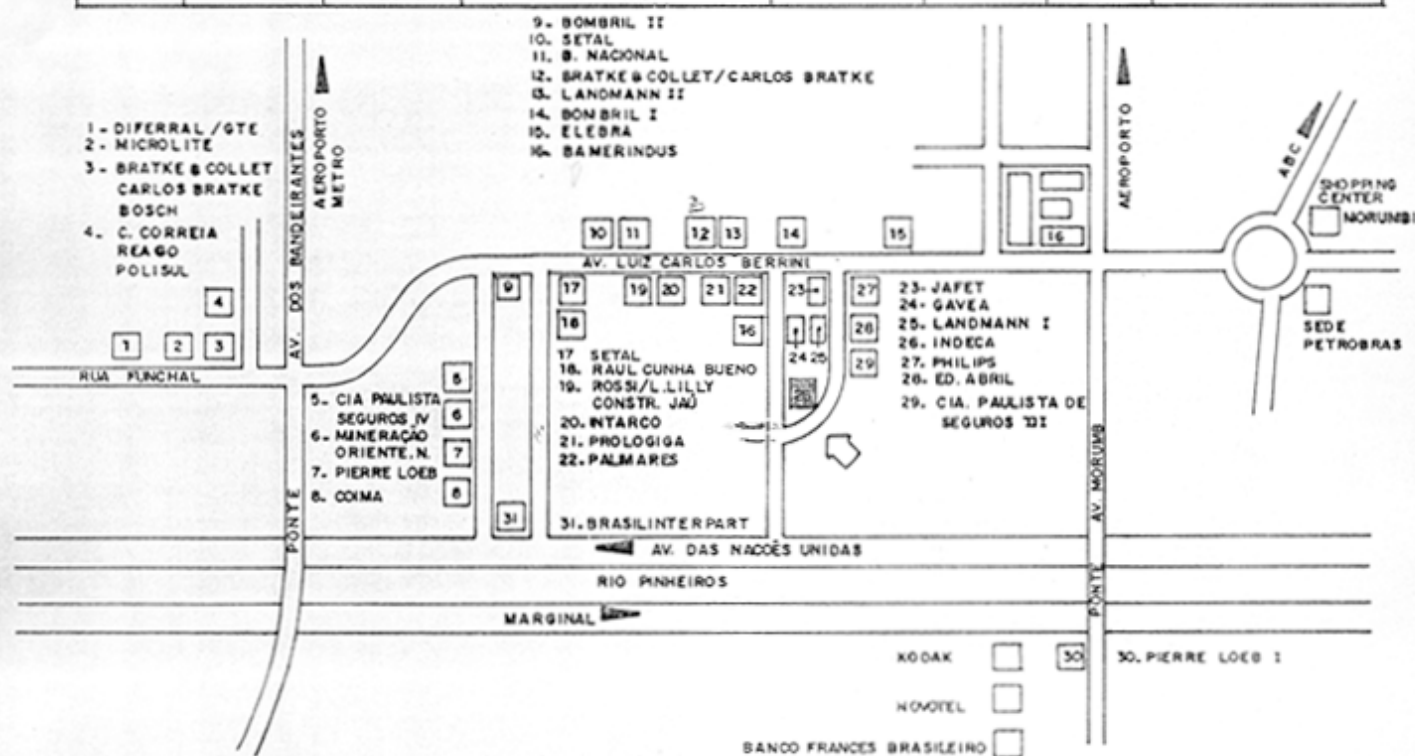 9- BOMBRIL II
10. SETAL
11. B. NACIONAL
12. BRATKE & COLLET/CARLOS BRATKE
13. LANDMANN II
14. BOMBRIL I
15. ELEBRA
16. BAMERINDUS
1- DIFERRAL/GTE
2- MICROLITE
3- BRATKE & COLLET
CARLOS BRATKE
BOSCH
4. C. CORREIA
REAGO
POLISUL
AV. DOS BANDEIRANTES
AEROPORTO
METRO
AEROPORTO
ABC
SHOPPING
CENTER
MORUMBI
10 11 12 13 14 15 16
AV. LUIZ CARLOS BERRINI
9 17 19 20 21 22 23 27
4 18 16 28
1 2 3 24 25 29
RUA FUNCHAL
23- JAFET
24- GAVEA
25. LANDMANN I
26. INDECA
27. PHILIPS
28- ED. ABRIL
29. CIA. PAULISTA DE
SEGUROS III
SEDE
PETROBRAS
17 SETAL
18. RAUL CUNHA BUENO
19. ROSSI/L.LILLY
CONSTR. JAÚ
20. INTARCO
21. PROLOGIGA
22. PALMARES
5. CIA PAULISTA
SEGUROS IV
6. MINERAÇÃO
ORIENTE.N.
7. PIERRE LOEB
8. COIMA
5
6
7
8
31
31. BRASILINTERPART
PONTE
AV. DAS NACOES UNIDAS
RIO PINHEIROS
MARGINAL
PONTE AV. MORUMB
KODAK
30
30. PIERRE LOEB I
NOVOTEL
BANCO FRANCES BRASILEIRO